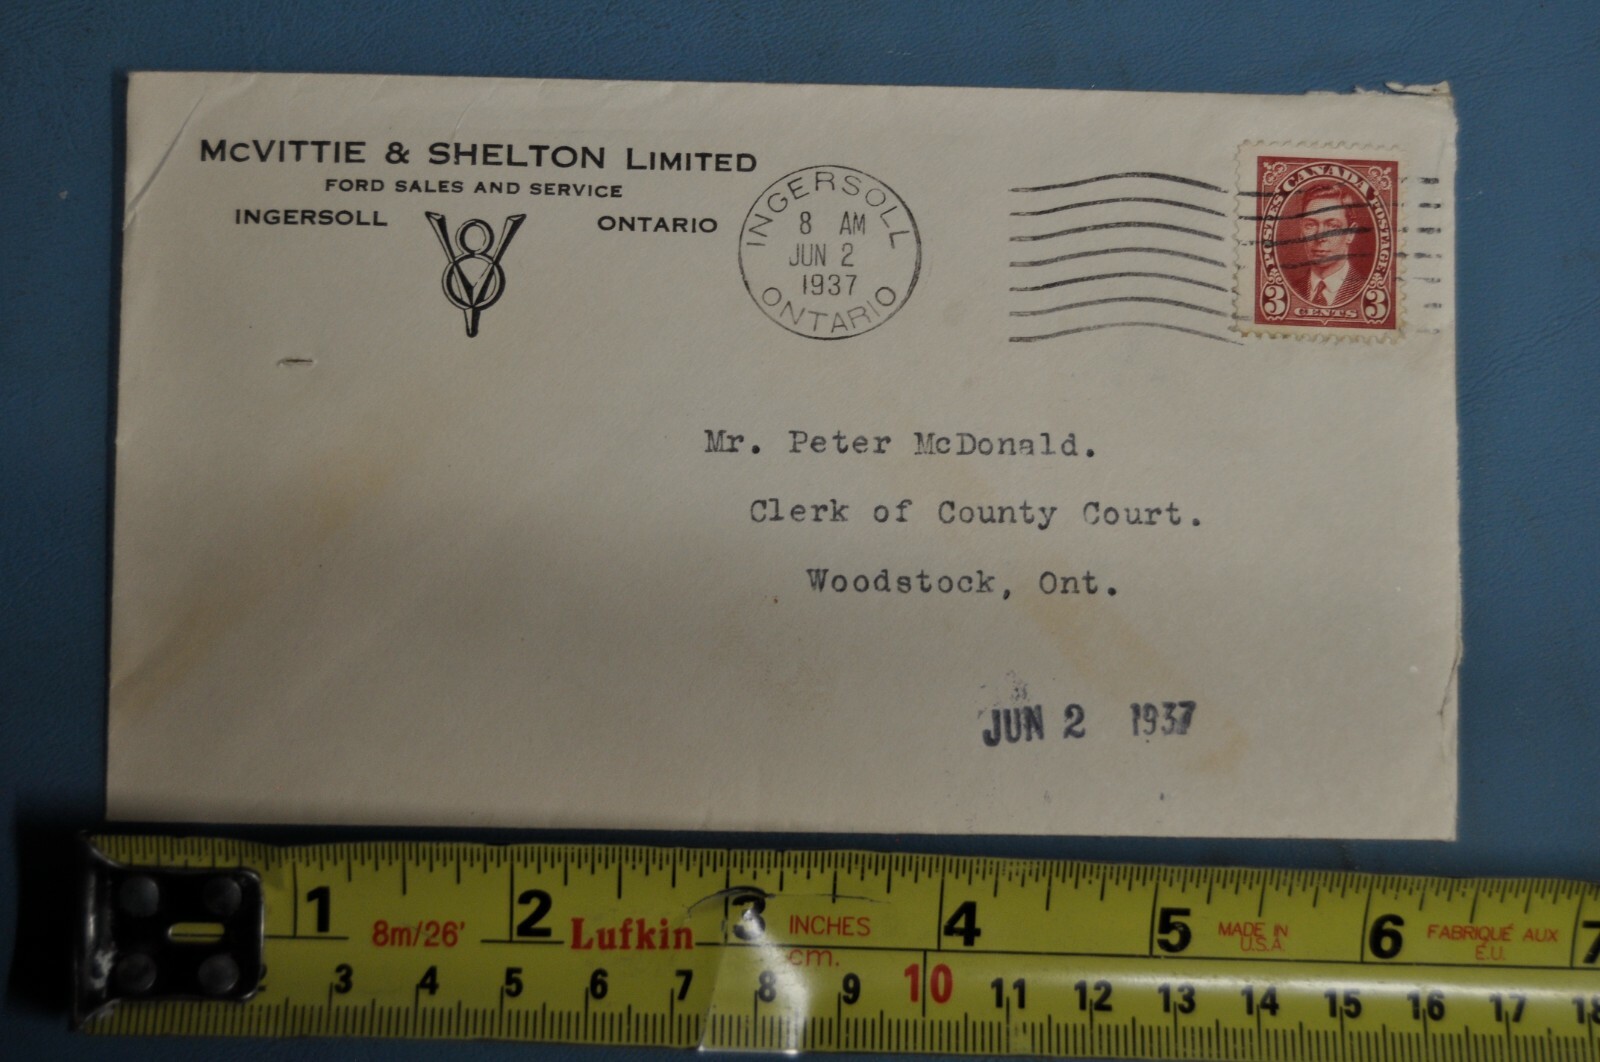 McVITTIE & SHELTON LIMITED
FORD SALES AND SERVICE
INGERSOLL ONTARIO
V8
INGERSOLL
8 AM
JUN 2
1937
ONTARIO
POSTES CANADA POSTAGE
3 CENTS 3
Mr. Peter McDonald.
Clerk of County Court.
Woodstock, Ont.
JUN 2 1937
1 2 3 4 5 6 7
8m/26' Lufkin INCHES MADE IN U.S.A. FABRIQUÉ AUX E.U.
cm.
2 3 4 5 6 7 8 9 10 11 12 13 14 15 16 17 18